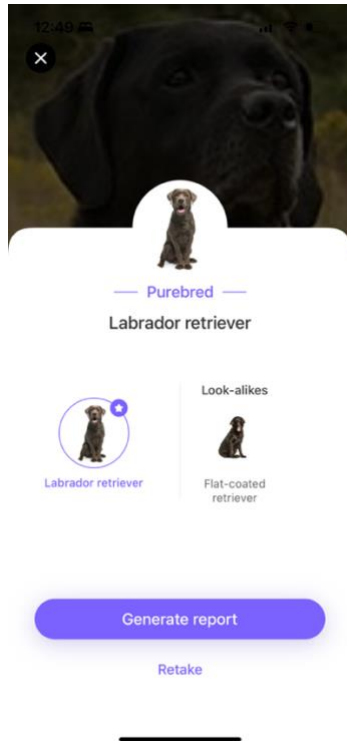 12:49
Purebred
Labrador retriever
Look-alikes
Labrador retriever
Flat-coated
retriever
Generate report
Retake